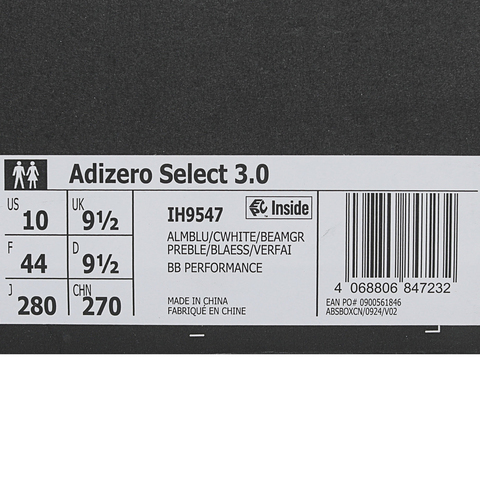 Adizero Select 3.0
US 10 UK 9½
F 44 D 9½
J 280 CHN 270
IH9547 Inside
ALMBLU/CWHITE/BEAMGR
PREBLE/BLAESS/VERFAI
BB PERFORMANCE
MADE IN CHINA
FABRIQUÉ EN CHINE
4 068806 847232
EAN PO# 0900561846
ABSBOXCN/0924/V02